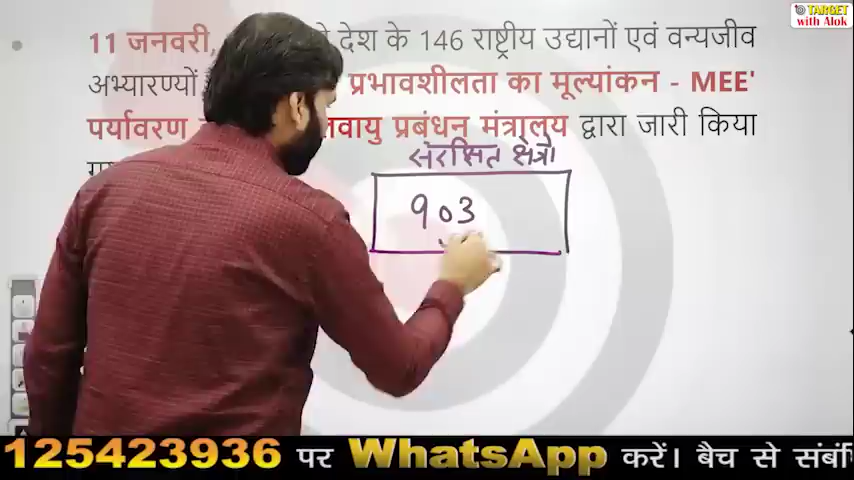 TARGET
with Alok
11 जनवरी, देश के 146 राष्ट्रीय उद्यानों एवं वन्यजीव
अभ्यारण्यों प्रभावशीलता का मूल्यांकन - MEE'
पर्यावरण प्रबंधन मंत्रालय द्वारा जारी किया
संरक्षित क्षेत्रो
903
125423936 पर WhatsApp करें। बैच से